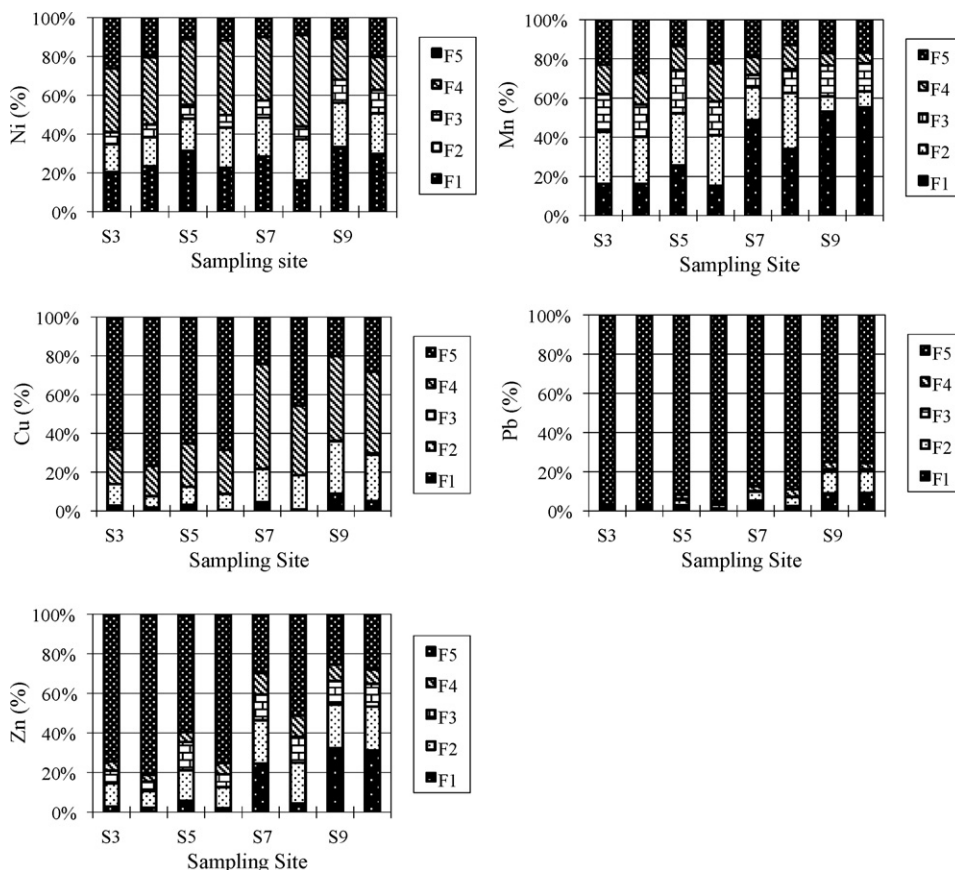 Ni (%)
100%
80%
60%
40%
20%
0%
S3 S5 S7 S9
Sampling site
F5
F4
F3
F2
F1
Mn (%)
100%
80%
60%
40%
20%
0%
S3 S5 S7 S9
Sampling Site
F5
F4
F3
F2
F1
Cu (%)
100%
80%
60%
40%
20%
0%
S3 S5 S7 S9
Sampling Site
F5
F4
F3
F2
F1
Pb (%)
100%
80%
60%
40%
20%
0%
S3 S5 S7 S9
Sampling Site
F5
F4
F3
F2
F1
Zn (%)
100%
80%
60%
40%
20%
0%
S3 S5 S7 S9
Sampling Site
F5
F4
F3
F2
F1